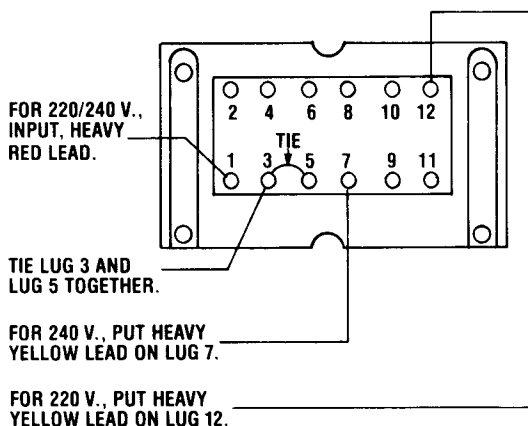 2 4 6 8 10 12
FOR 220/240 V.,
INPUT, HEAVY
RED LEAD.
TIE
1 3 5 7 9 11
TIE LUG 3 AND
LUG 5 TOGETHER.
FOR 240 V., PUT HEAVY
YELLOW LEAD ON LUG 7.
FOR 220 V., PUT HEAVY
YELLOW LEAD ON LUG 12.